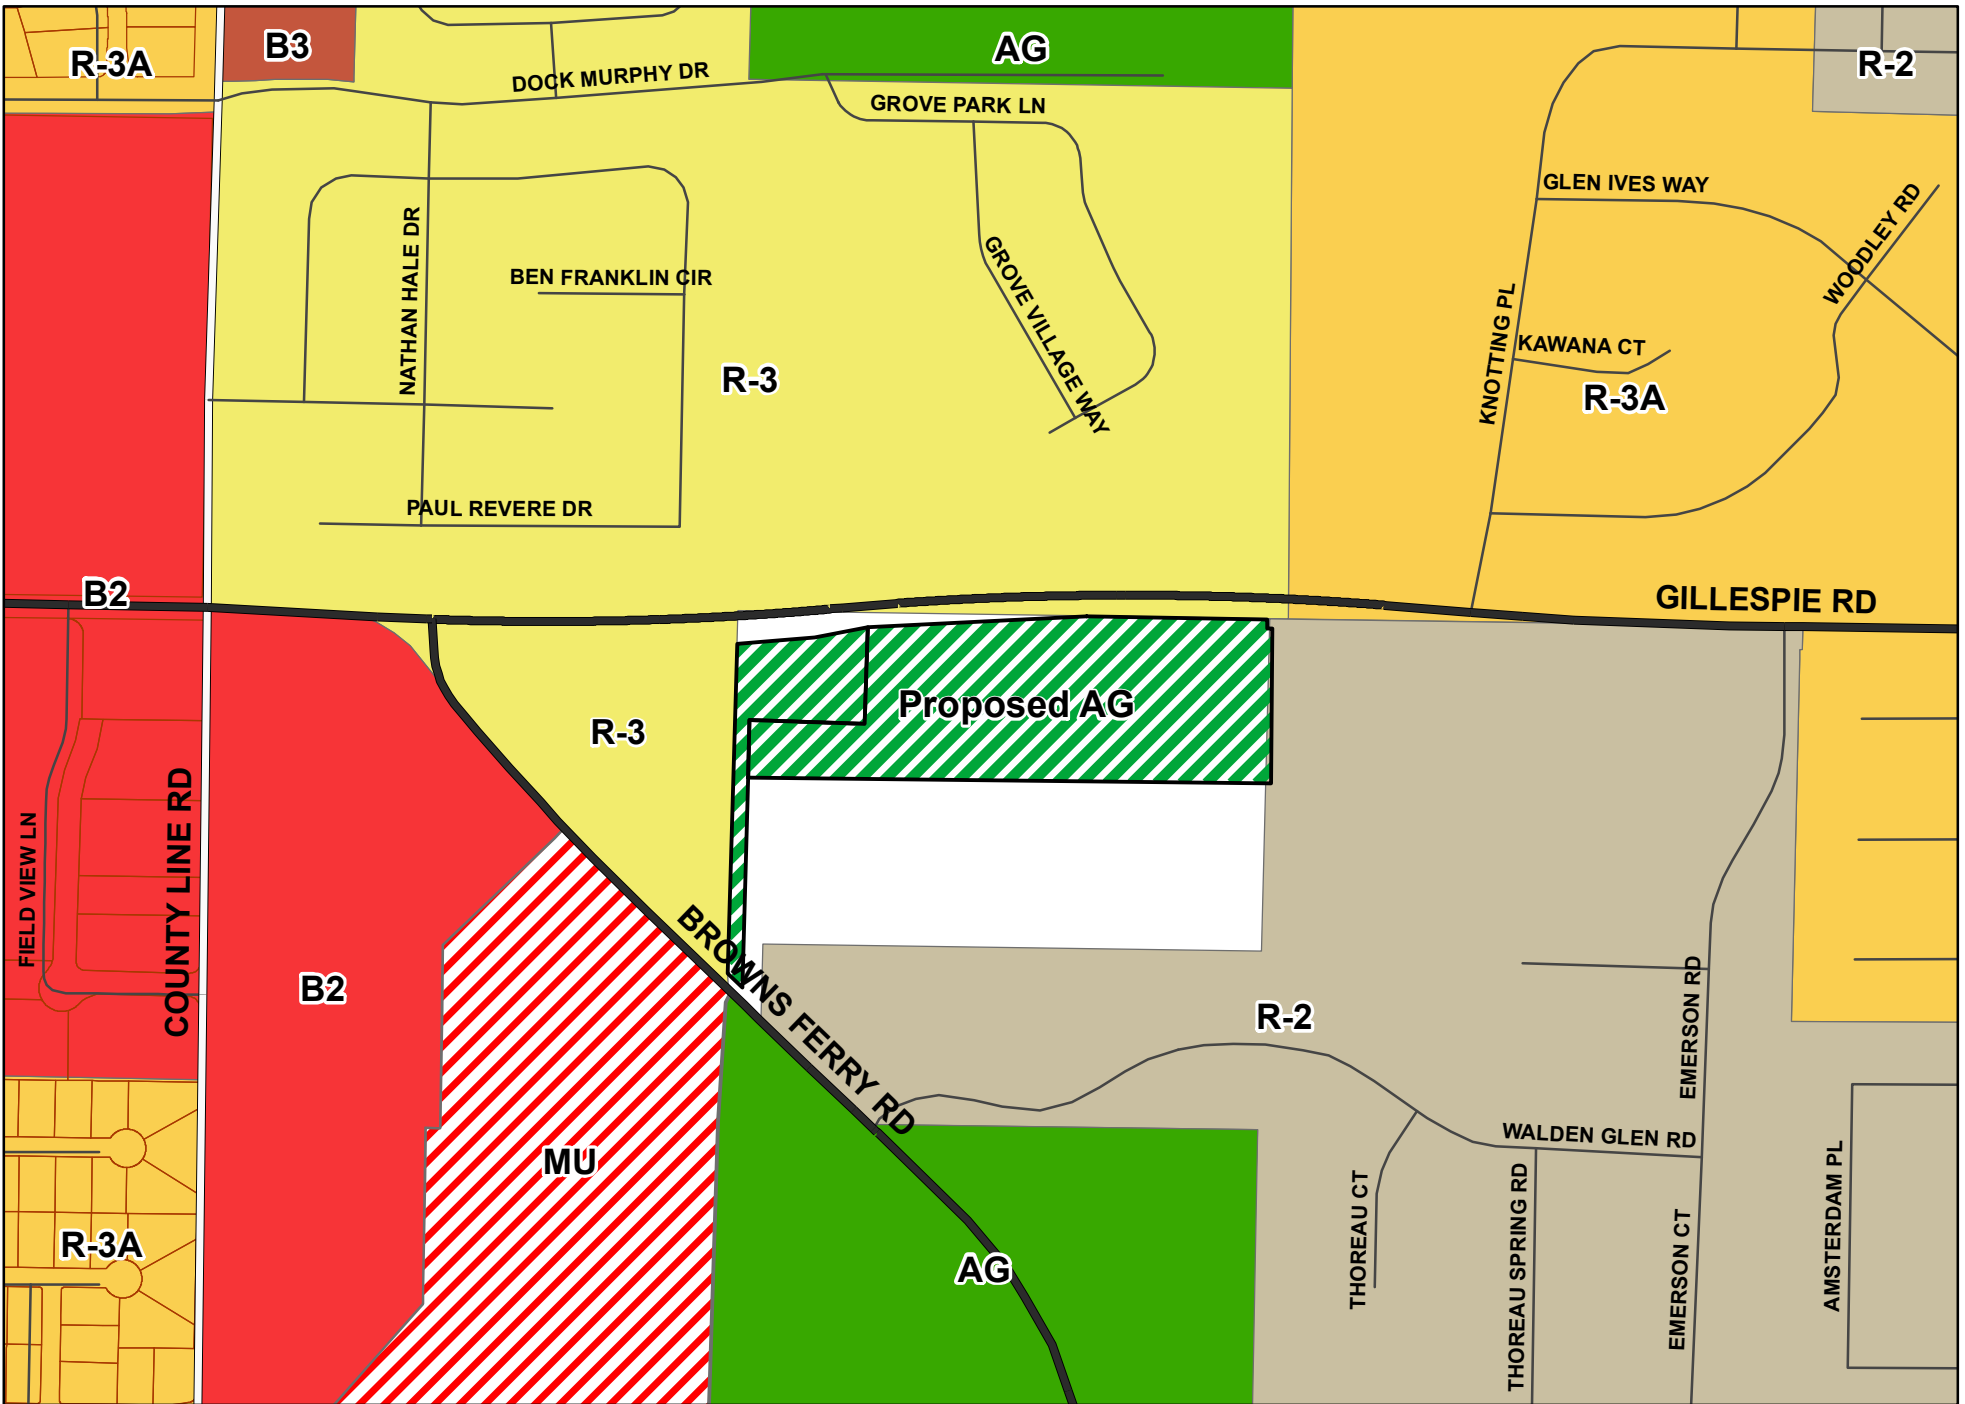 R-3A
B3
AG
R-2
DOCK MURPHY DR
GROVE PARK LN
GLEN IVES WAY
WOODLEY RD
NATHAN HALE DR
BEN FRANKLIN CIR
GROVE VILLAGE WAY
KNOTTING PL
KAWANA CT
R-3
R-3A
PAUL REVERE DR
B2
GILLESPIE RD
R-3
Proposed AG
FIELD VIEW LN
COUNTY LINE RD
B2
BROWNS FERRY RD
R-2
EMERSON RD
MU
WALDEN GLEN RD
R-3A
AG
THOREAU CT
THOREAU SPRING RD
EMERSON CT
AMSTERDAM PL